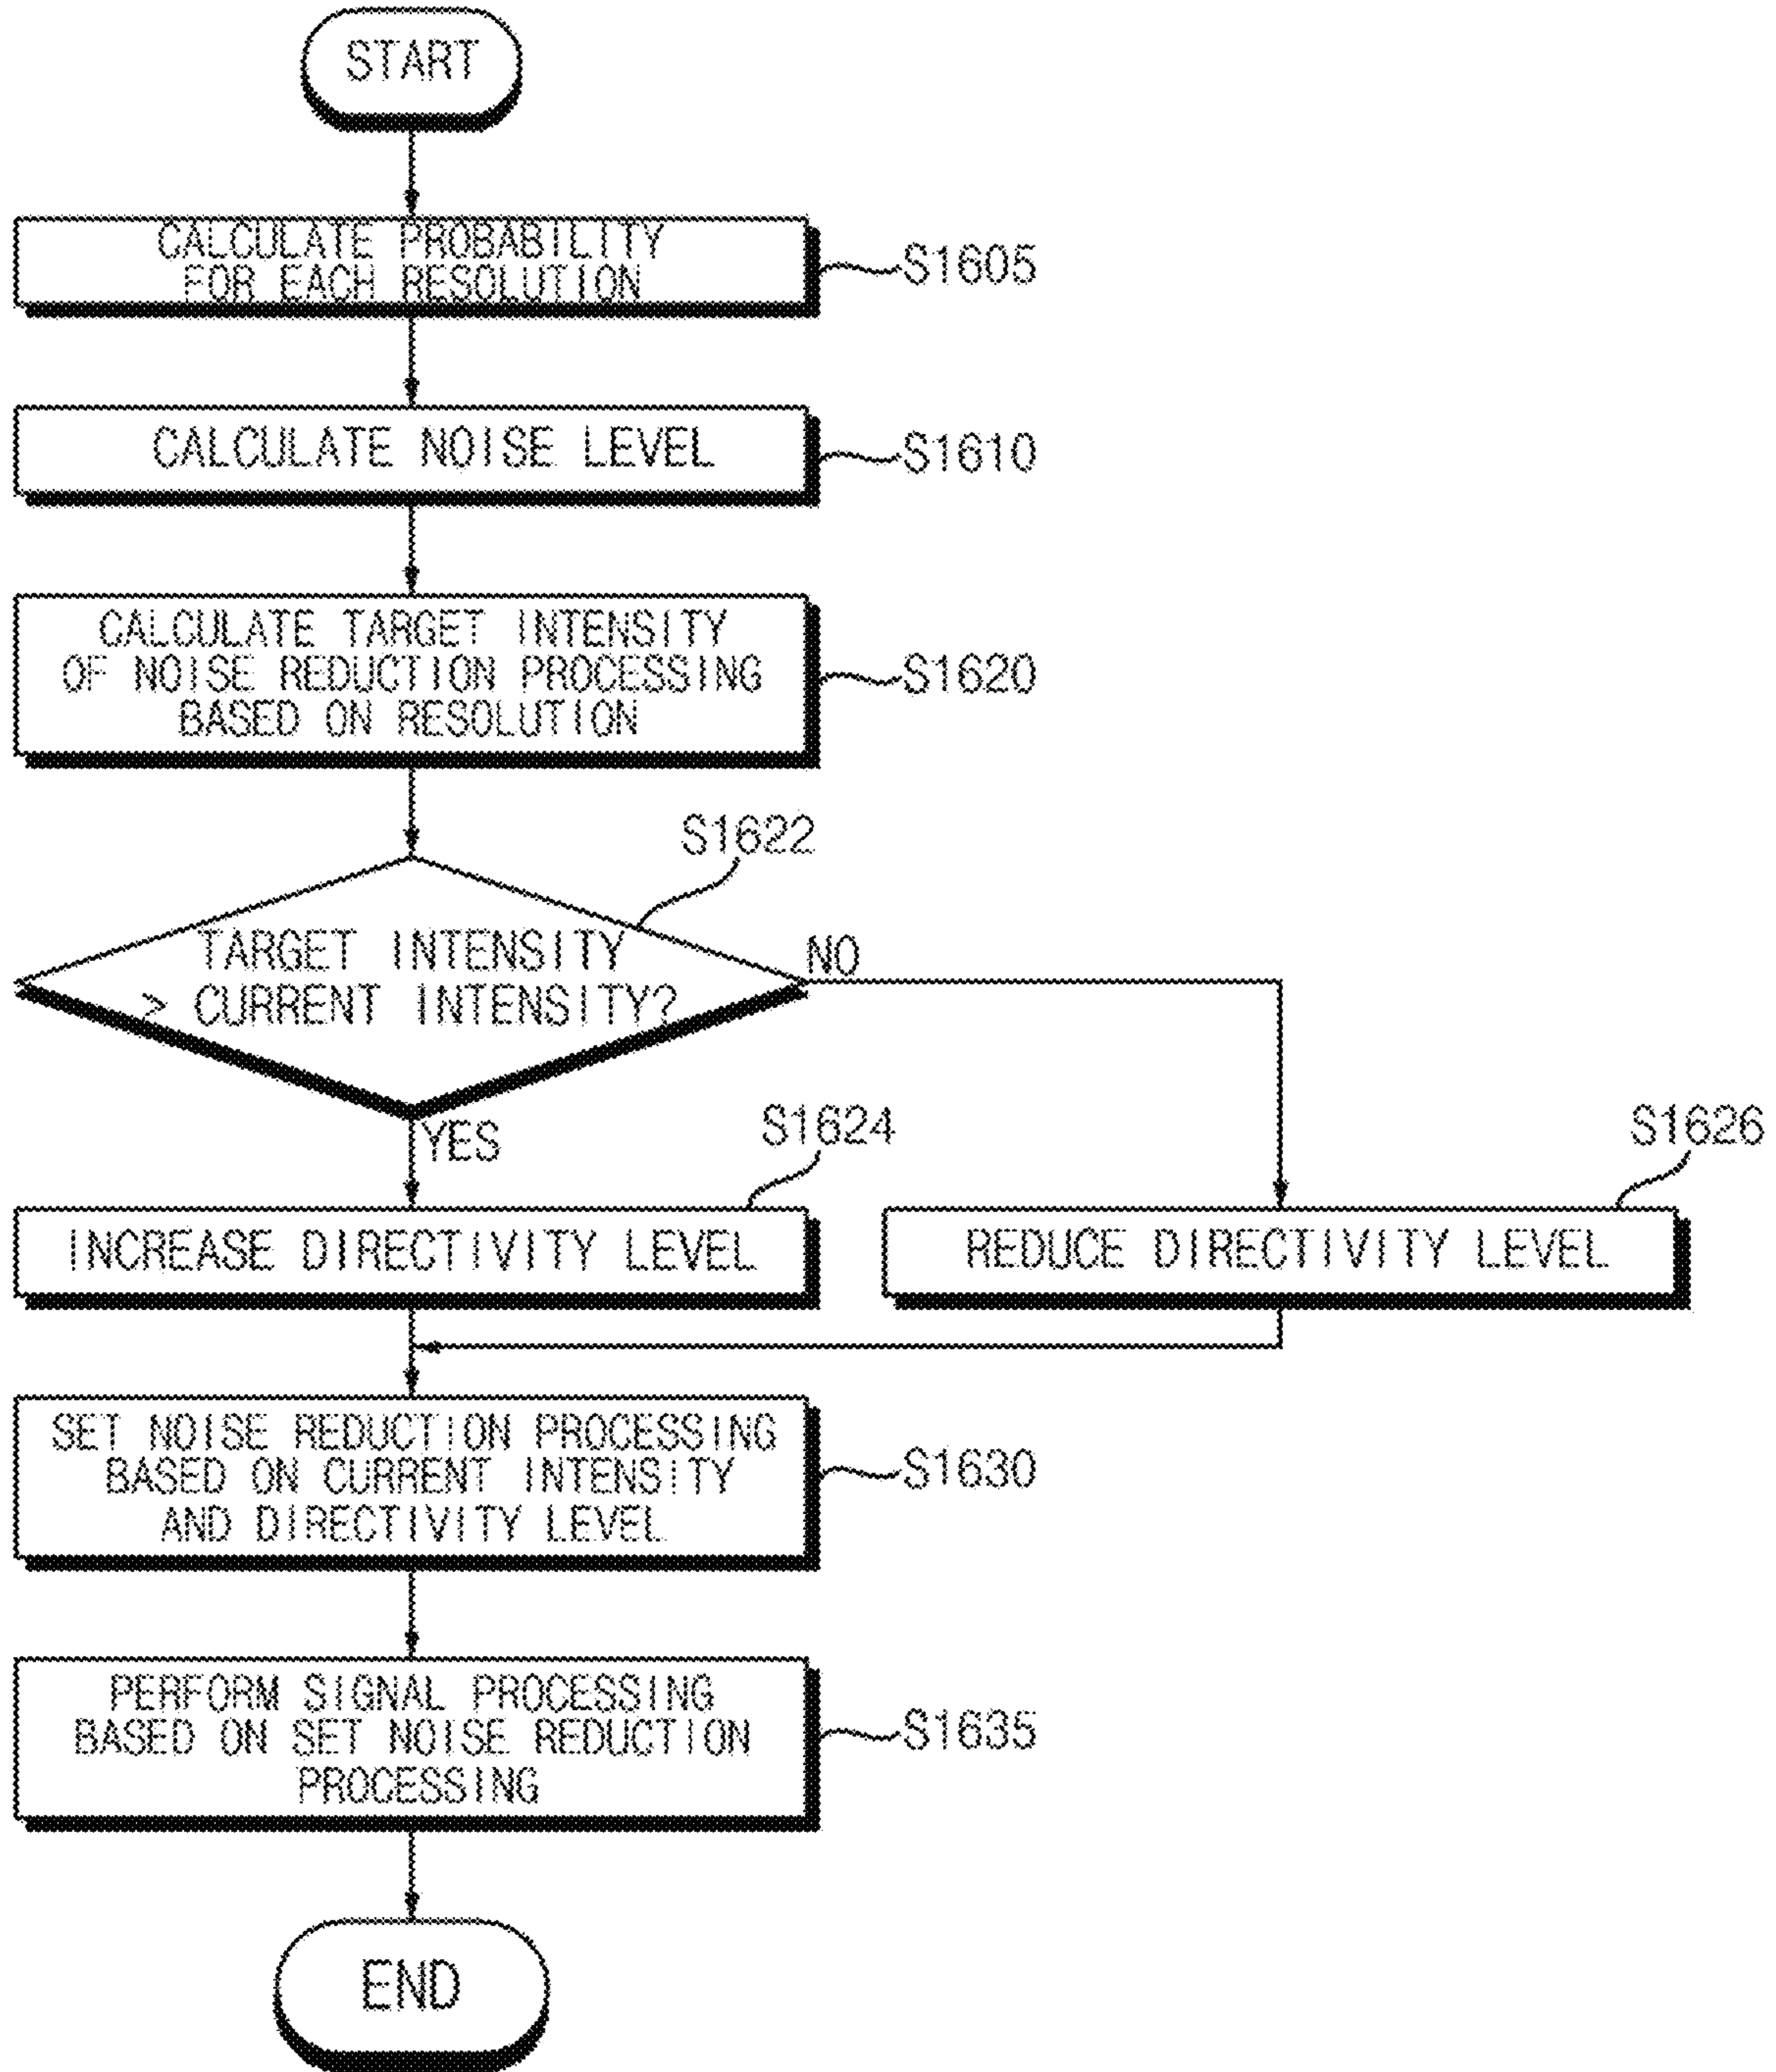 START
CALCULATE PROBABILITY
FOR EACH RESOLUTION
S1605
CALCULATE NOISE LEVEL
S1610
CALCULATE TARGET INTENSITY
OF NOISE REDUCTION PROCESSING
BASED ON RESOLUTION
S1620
S1622
TARGET INTENSITY
> CURRENT INTENSITY?
NO
YES
S1624
S1626
INCREASE DIRECTIVITY LEVEL
REDUCE DIRECTIVITY LEVEL
SET NOISE REDUCTION PROCESSING
BASED ON CURRENT INTENSITY
AND DIRECTIVITY LEVEL
S1630
PERFORM SIGNAL PROCESSING
BASED ON SET NOISE REDUCTION
PROCESSING
S1635
END